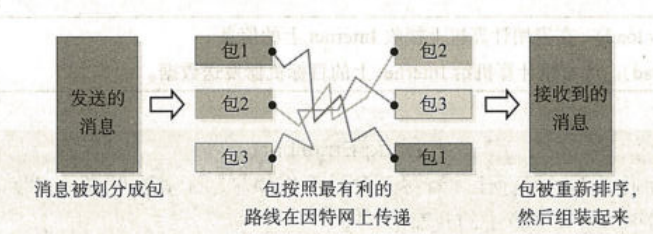 发送的
消息
包1
包2
包3
包2
包3
包1
接收到的
消息
消息被划分成包
包按照最有利的
路线在因特网上传递
包被重新排序，
然后组装起来